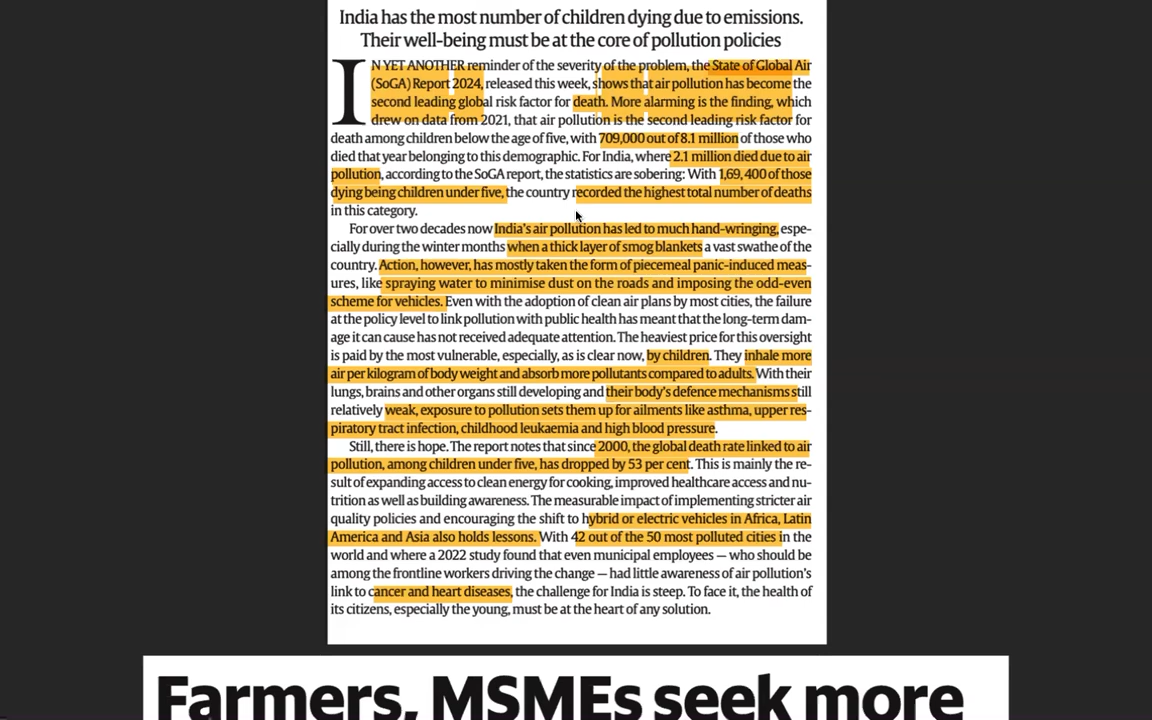 India has the most number of children dying due to emissions.
Their well-being must be at the core of pollution policies
IN YET ANOTHER reminder of the severity of the problem, the State of Global Air
(SoGA) Report 2024, released this week, shows that air pollution has become the
second leading global risk factor for death. More alarming is the finding, which
drew on data from 2021, that air pollution is the second leading risk factor for
death among children below the age of five, with 709,000 out of 8.1 million of those who
died that year belonging to this demographic. For India, where 2.1 million died due to air
pollution, according to the SoGA report, the statistics are sobering: With 1,69, 400 of those
dying being children under five, the country recorded the highest total number of deaths
in this category.
For over two decades now India's air pollution has led to much hand-wringing, espe-
cially during the winter months when a thick layer of smog blankets a vast swathe of the
country. Action, however, has mostly taken the form of piecemeal panic-induced meas-
ures, like spraying water to minimise dust on the roads and imposing the odd-even
scheme for vehicles. Even with the adoption of clean air plans by most cities, the failure
at the policy level to link pollution with public health has meant that the long-term dam-
age it can cause has not received adequate attention. The heaviest price for this oversight
is paid by the most vulnerable, especially, as is clear now, by children. They inhale more
air per kilogram of body weight and absorb more pollutants compared to adults. With their
lungs, brains and other organs still developing and their body's defence mechanisms still
relatively weak, exposure to pollution sets them up for ailments like asthma, upper res-
piratory tract infection, childhood leukaemia and high blood pressure.
Still, there is hope. The report notes that since 2000, the global death rate linked to air
pollution, among children under five, has dropped by 53 per cent. This is mainly the re-
sult of expanding access to clean energy for cooking, improved healthcare access and nu-
trition as well as building awareness. The measurable impact of implementing stricter air
quality policies and encouraging the shift to hybrid or electric vehicles in Africa, Latin
America and Asia also holds lessons. With 42 out of the 50 most polluted cities in the
world and where a 2022 study found that even municipal employees — who should be
among the frontline workers driving the change — had little awareness of air pollution's
link to cancer and heart diseases, the challenge for India is steep. To face it, the health of
its citizens, especially the young, must be at the heart of any solution.
Farmers, MSMEs seek more